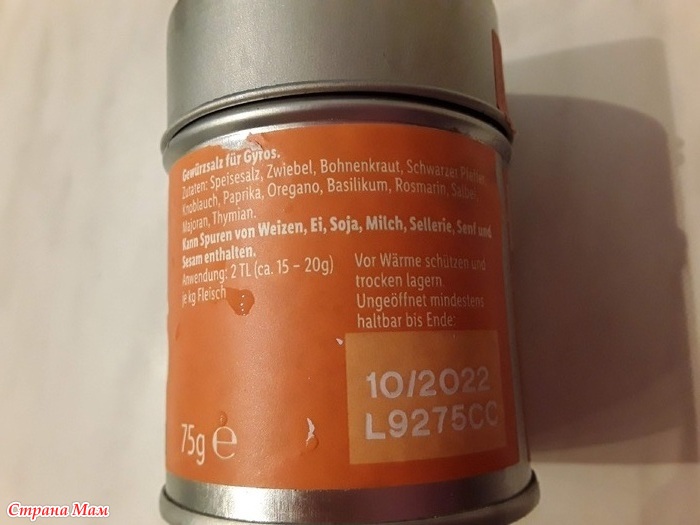 Gewürzsalz für Gyros.
Zutaten: Speisesalz, Zwiebel, Bohnenkraut, Schwarzer Pfeffer,
Knoblauch, Paprika, Oregano, Basilikum, Rosmarin, Salbei,
Majoran, Thymian.
Kann Spuren von Weizen, Ei, Soja, Milch, Sellerie, Senf und
Sesam enthalten.
Anwendung: 2 TL (ca. 15 – 20g)
je kg Fleisch
Vor Wärme schützen und
trocken lagern
Ungeöffnet mindestens
haltbar bis Ende:
10/2022
L9275CC
75g e
Страна Мам